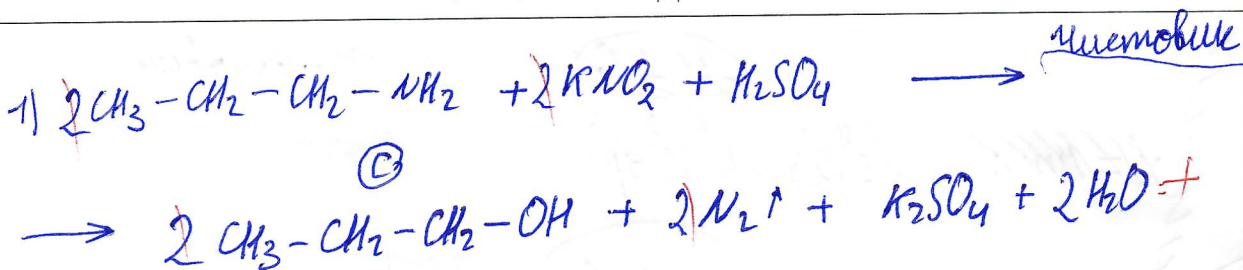 чистовик
1) 2CH₃-CH₂-CH₂-NH₂ + 2KNO₂ + H₂SO₄ ⟶
Ⓒ
⟶ 2CH₃-CH₂-CH₂-OH + 2N₂↑ + K₂SO₄ + 2H₂O +